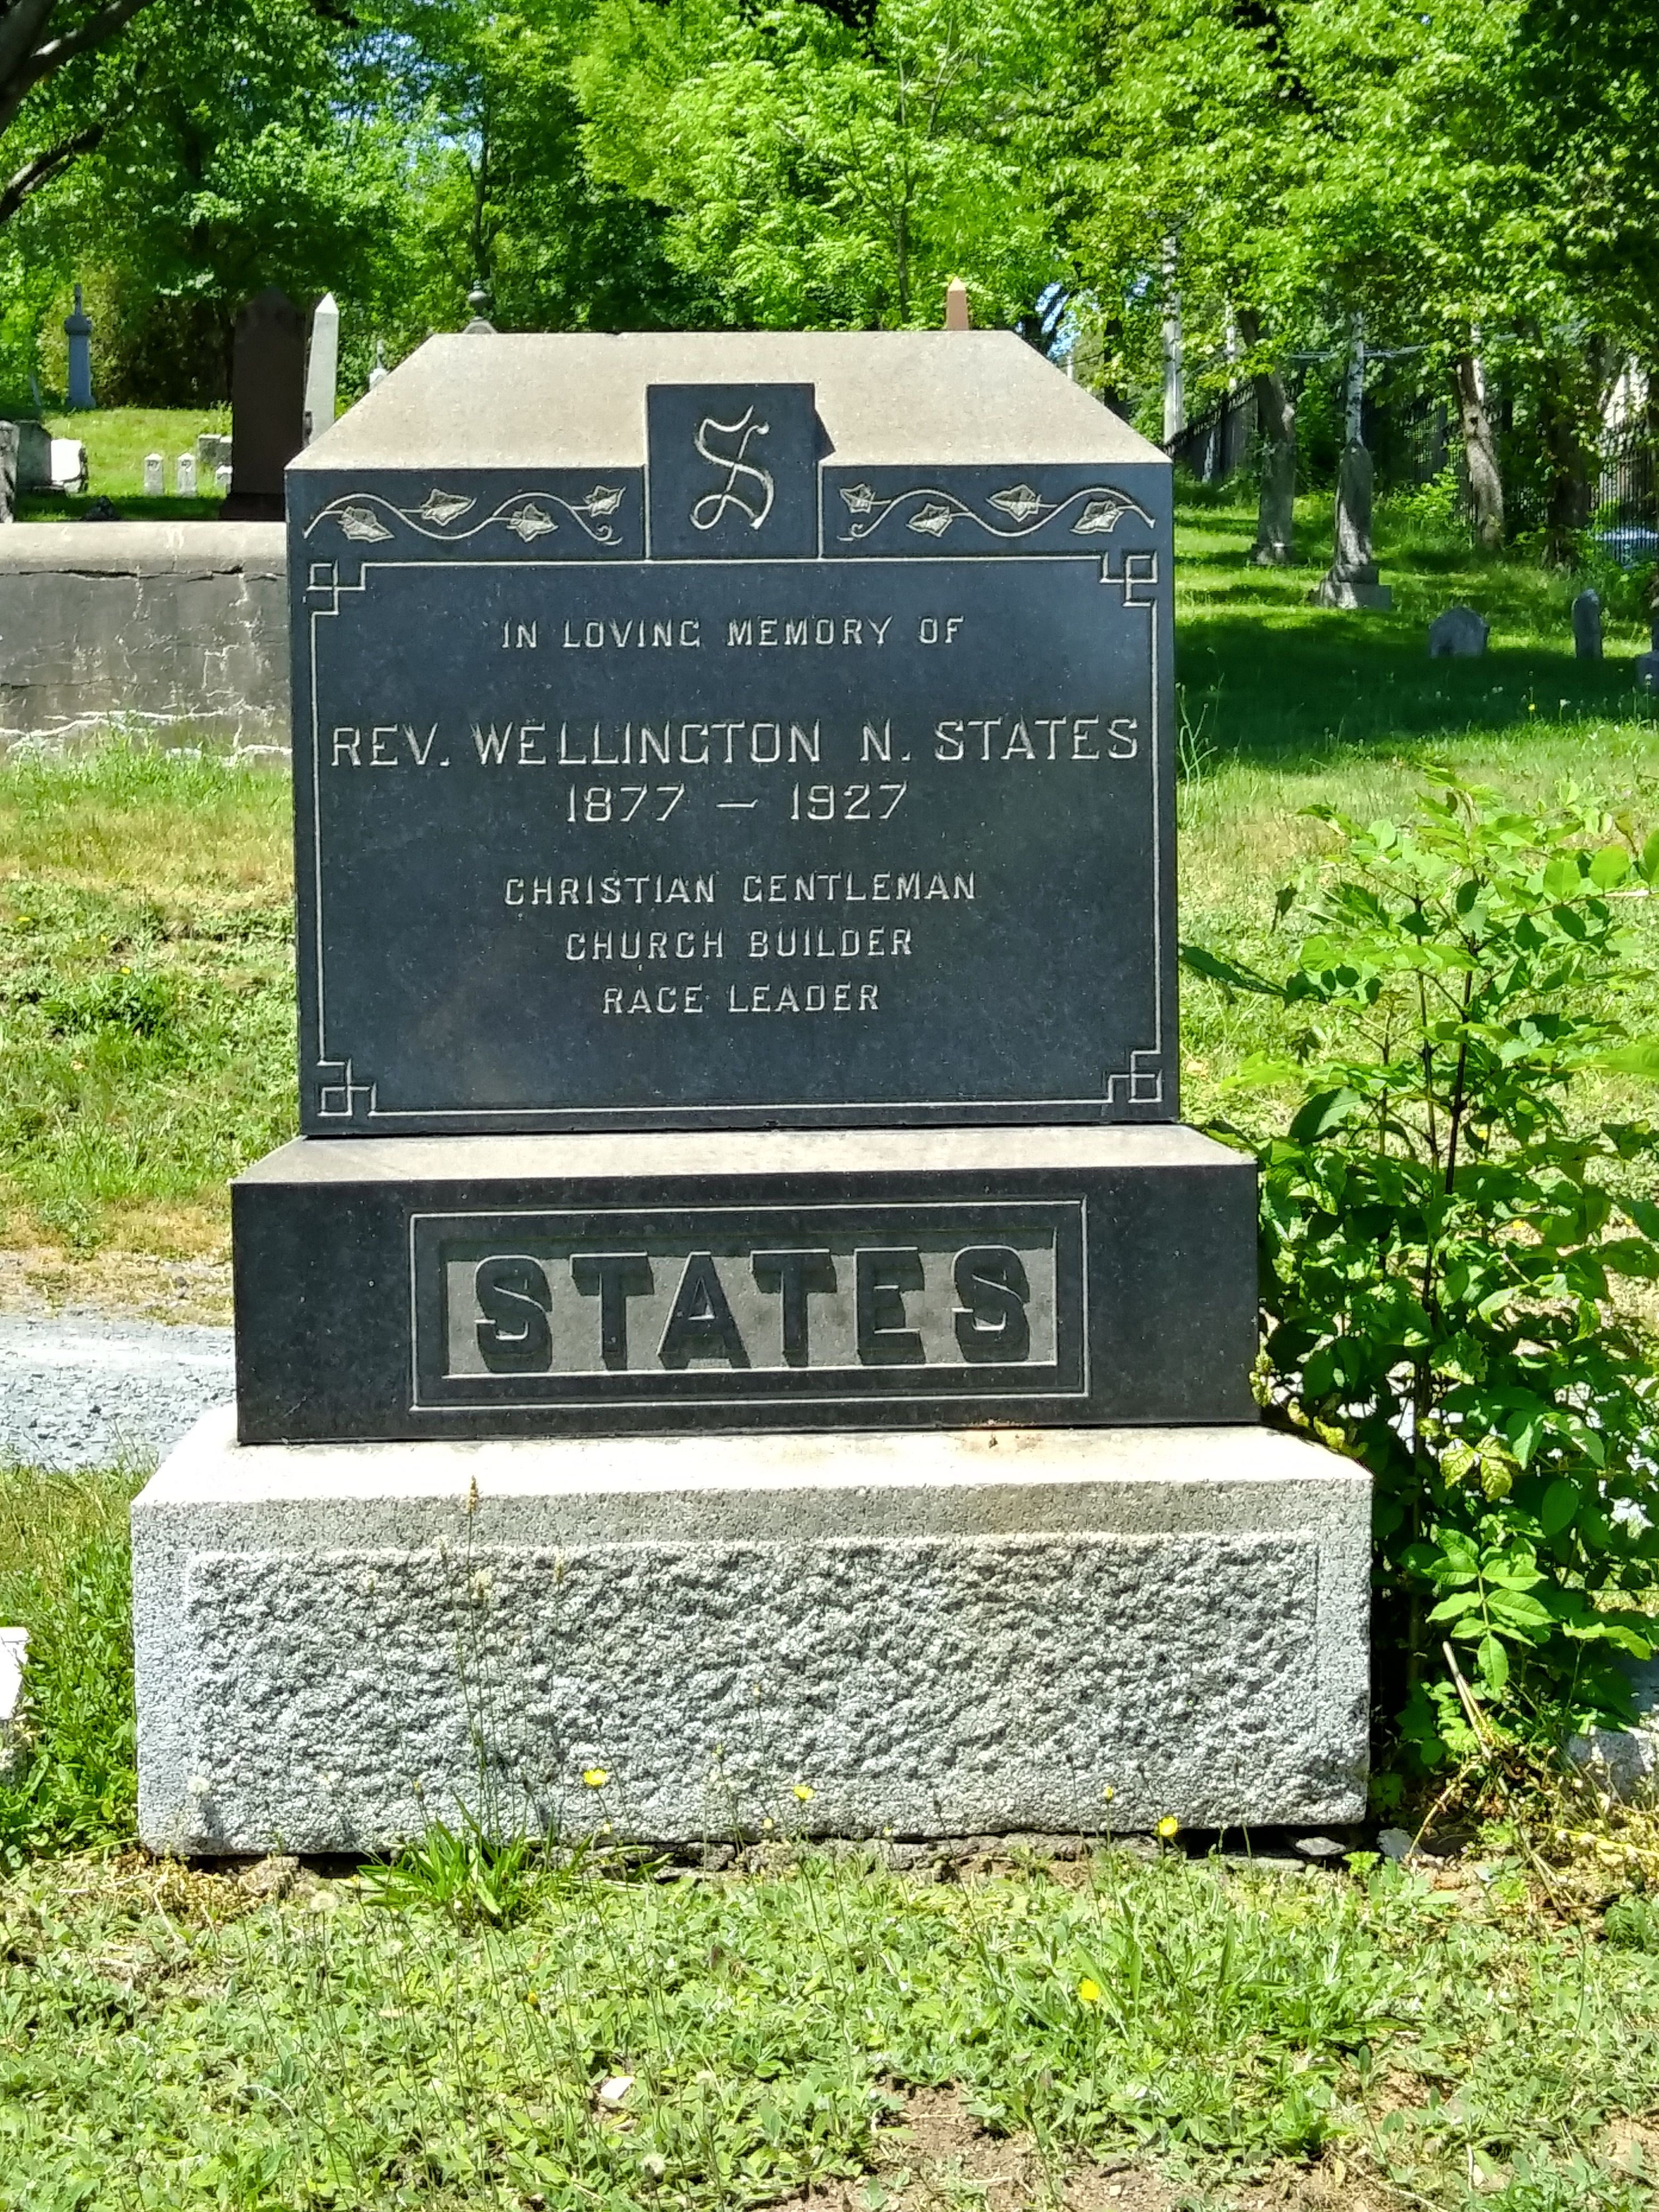 S
IN LOVING MEMORY OF
REV. WELLINGTON N. STATES
1877 — 1927
CHRISTIAN GENTLEMAN
CHURCH BUILDER
RACE LEADER
STATES